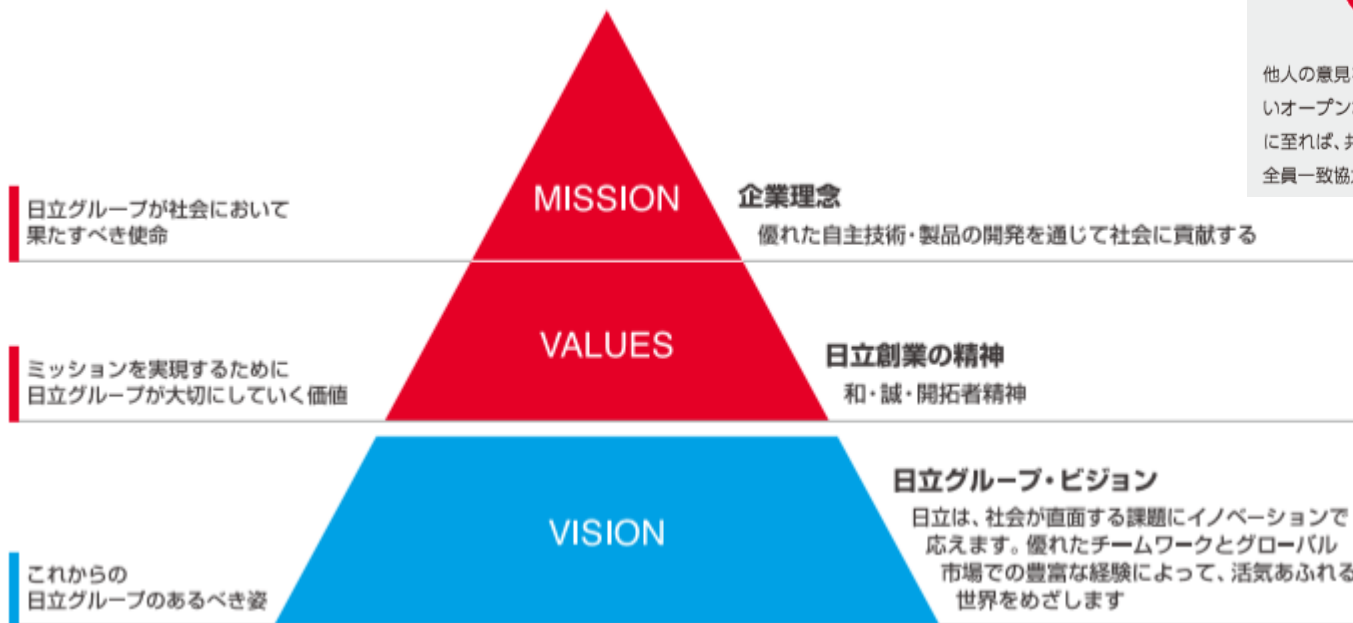 他人の意見
いオープン
に至れば、
全員一致協
日立グループが社会において
果たすべき使命
MISSION
企業理念
優れた自主技術・製品の開発を通じて社会に貢献する
ミッションを実現するために
日立グループが大切にしていく価値
VALUES
日立創業の精神
和・誠・開拓者精神
これからの
日立グループのあるべき姿
VISION
日立グループ・ビジョン
日立は、社会が直面する課題にイノベーションで
応えます。優れたチームワークとグローバル
市場での豊富な経験によって、活気あふれる
世界をめざします